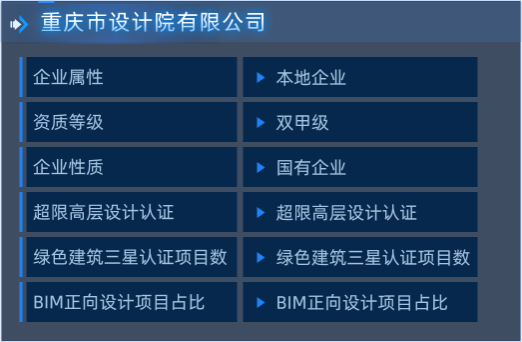 重庆市设计院有限公司
企业属性 本地企业
资质等级 双甲级
企业性质 国有企业
超限高层设计认证 超限高层设计认证
绿色建筑三星认证项目数 绿色建筑三星认证项目数
BIM正向设计项目占比 BIM正向设计项目占比